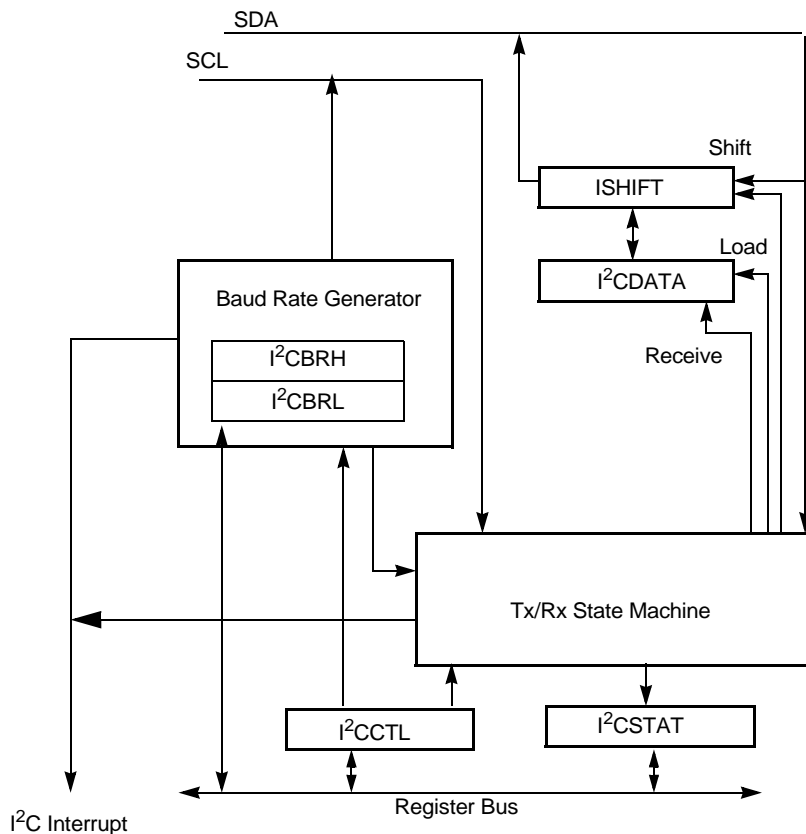 SDA
SCL
Shift
ISHIFT
Load
I²CDATA
Baud Rate Generator
I²CBRH
Receive
I²CBRL
Tx/Rx State Machine
I²CCTL
I²CSTAT
Register Bus
I²C Interrupt